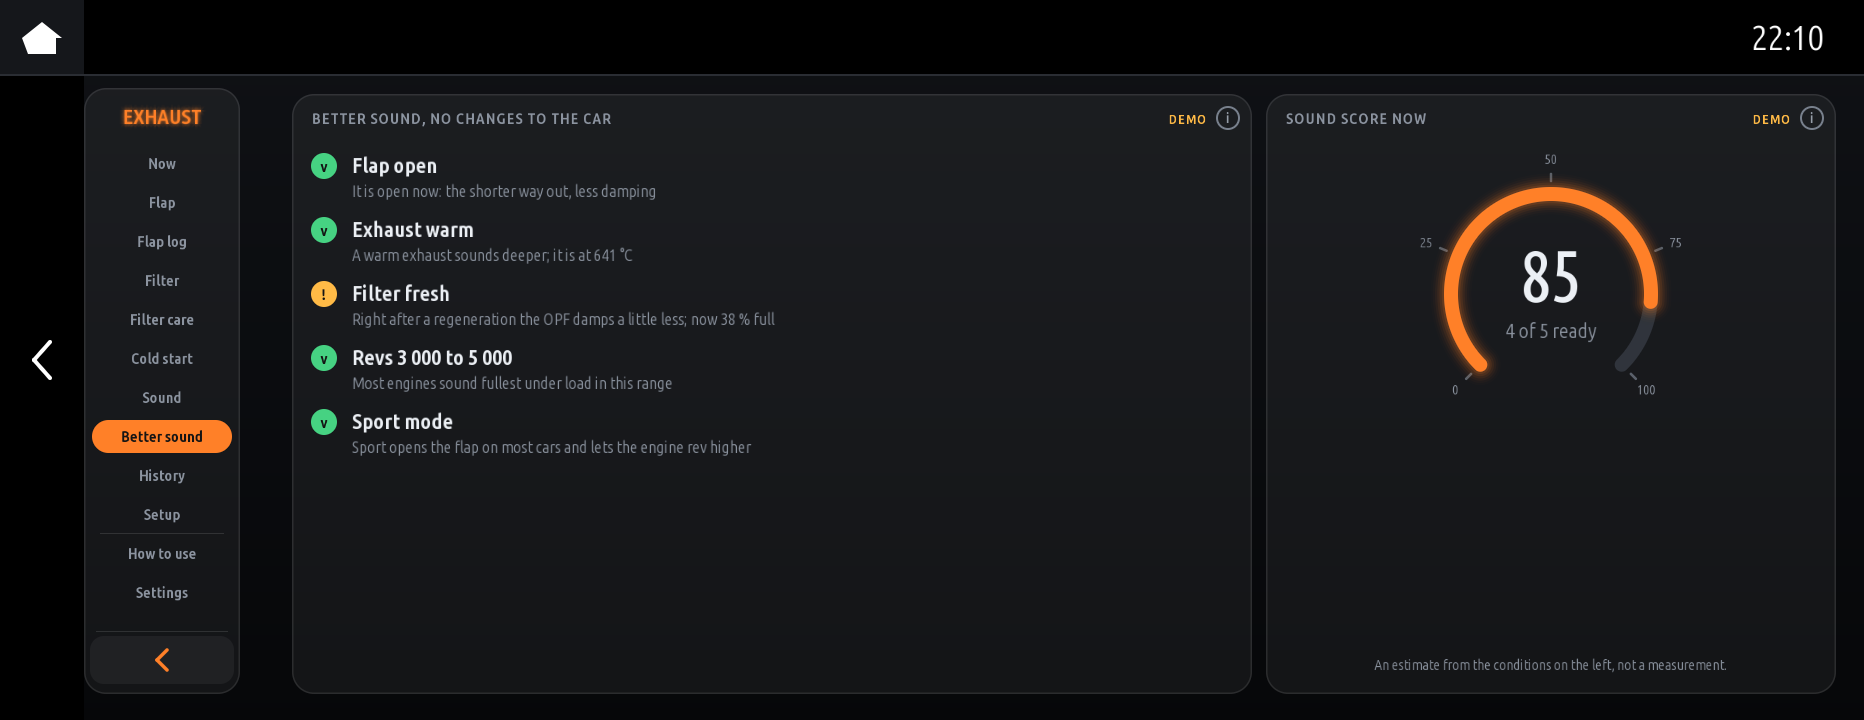 22:10
EXHAUST
Now
Flap
Flap log
Filter
Filter care
Cold start
Sound
Better sound
History
Setup
How to use
Settings
BETTER SOUND, NO CHANGES TO THE CAR
DEMO
i
v
Flap open
It is open now: the shorter way out, less damping
v
Exhaust warm
A warm exhaust sounds deeper; it is at 641 °C
!
Filter fresh
Right after a regeneration the OPF damps a little less; now 38 % full
v
Revs 3 000 to 5 000
Most engines sound fullest under load in this range
v
Sport mode
Sport opens the flap on most cars and lets the engine rev higher
SOUND SCORE NOW
DEMO
i
50
25
75
85
4 of 5 ready
0
100
An estimate from the conditions on the left, not a measurement.